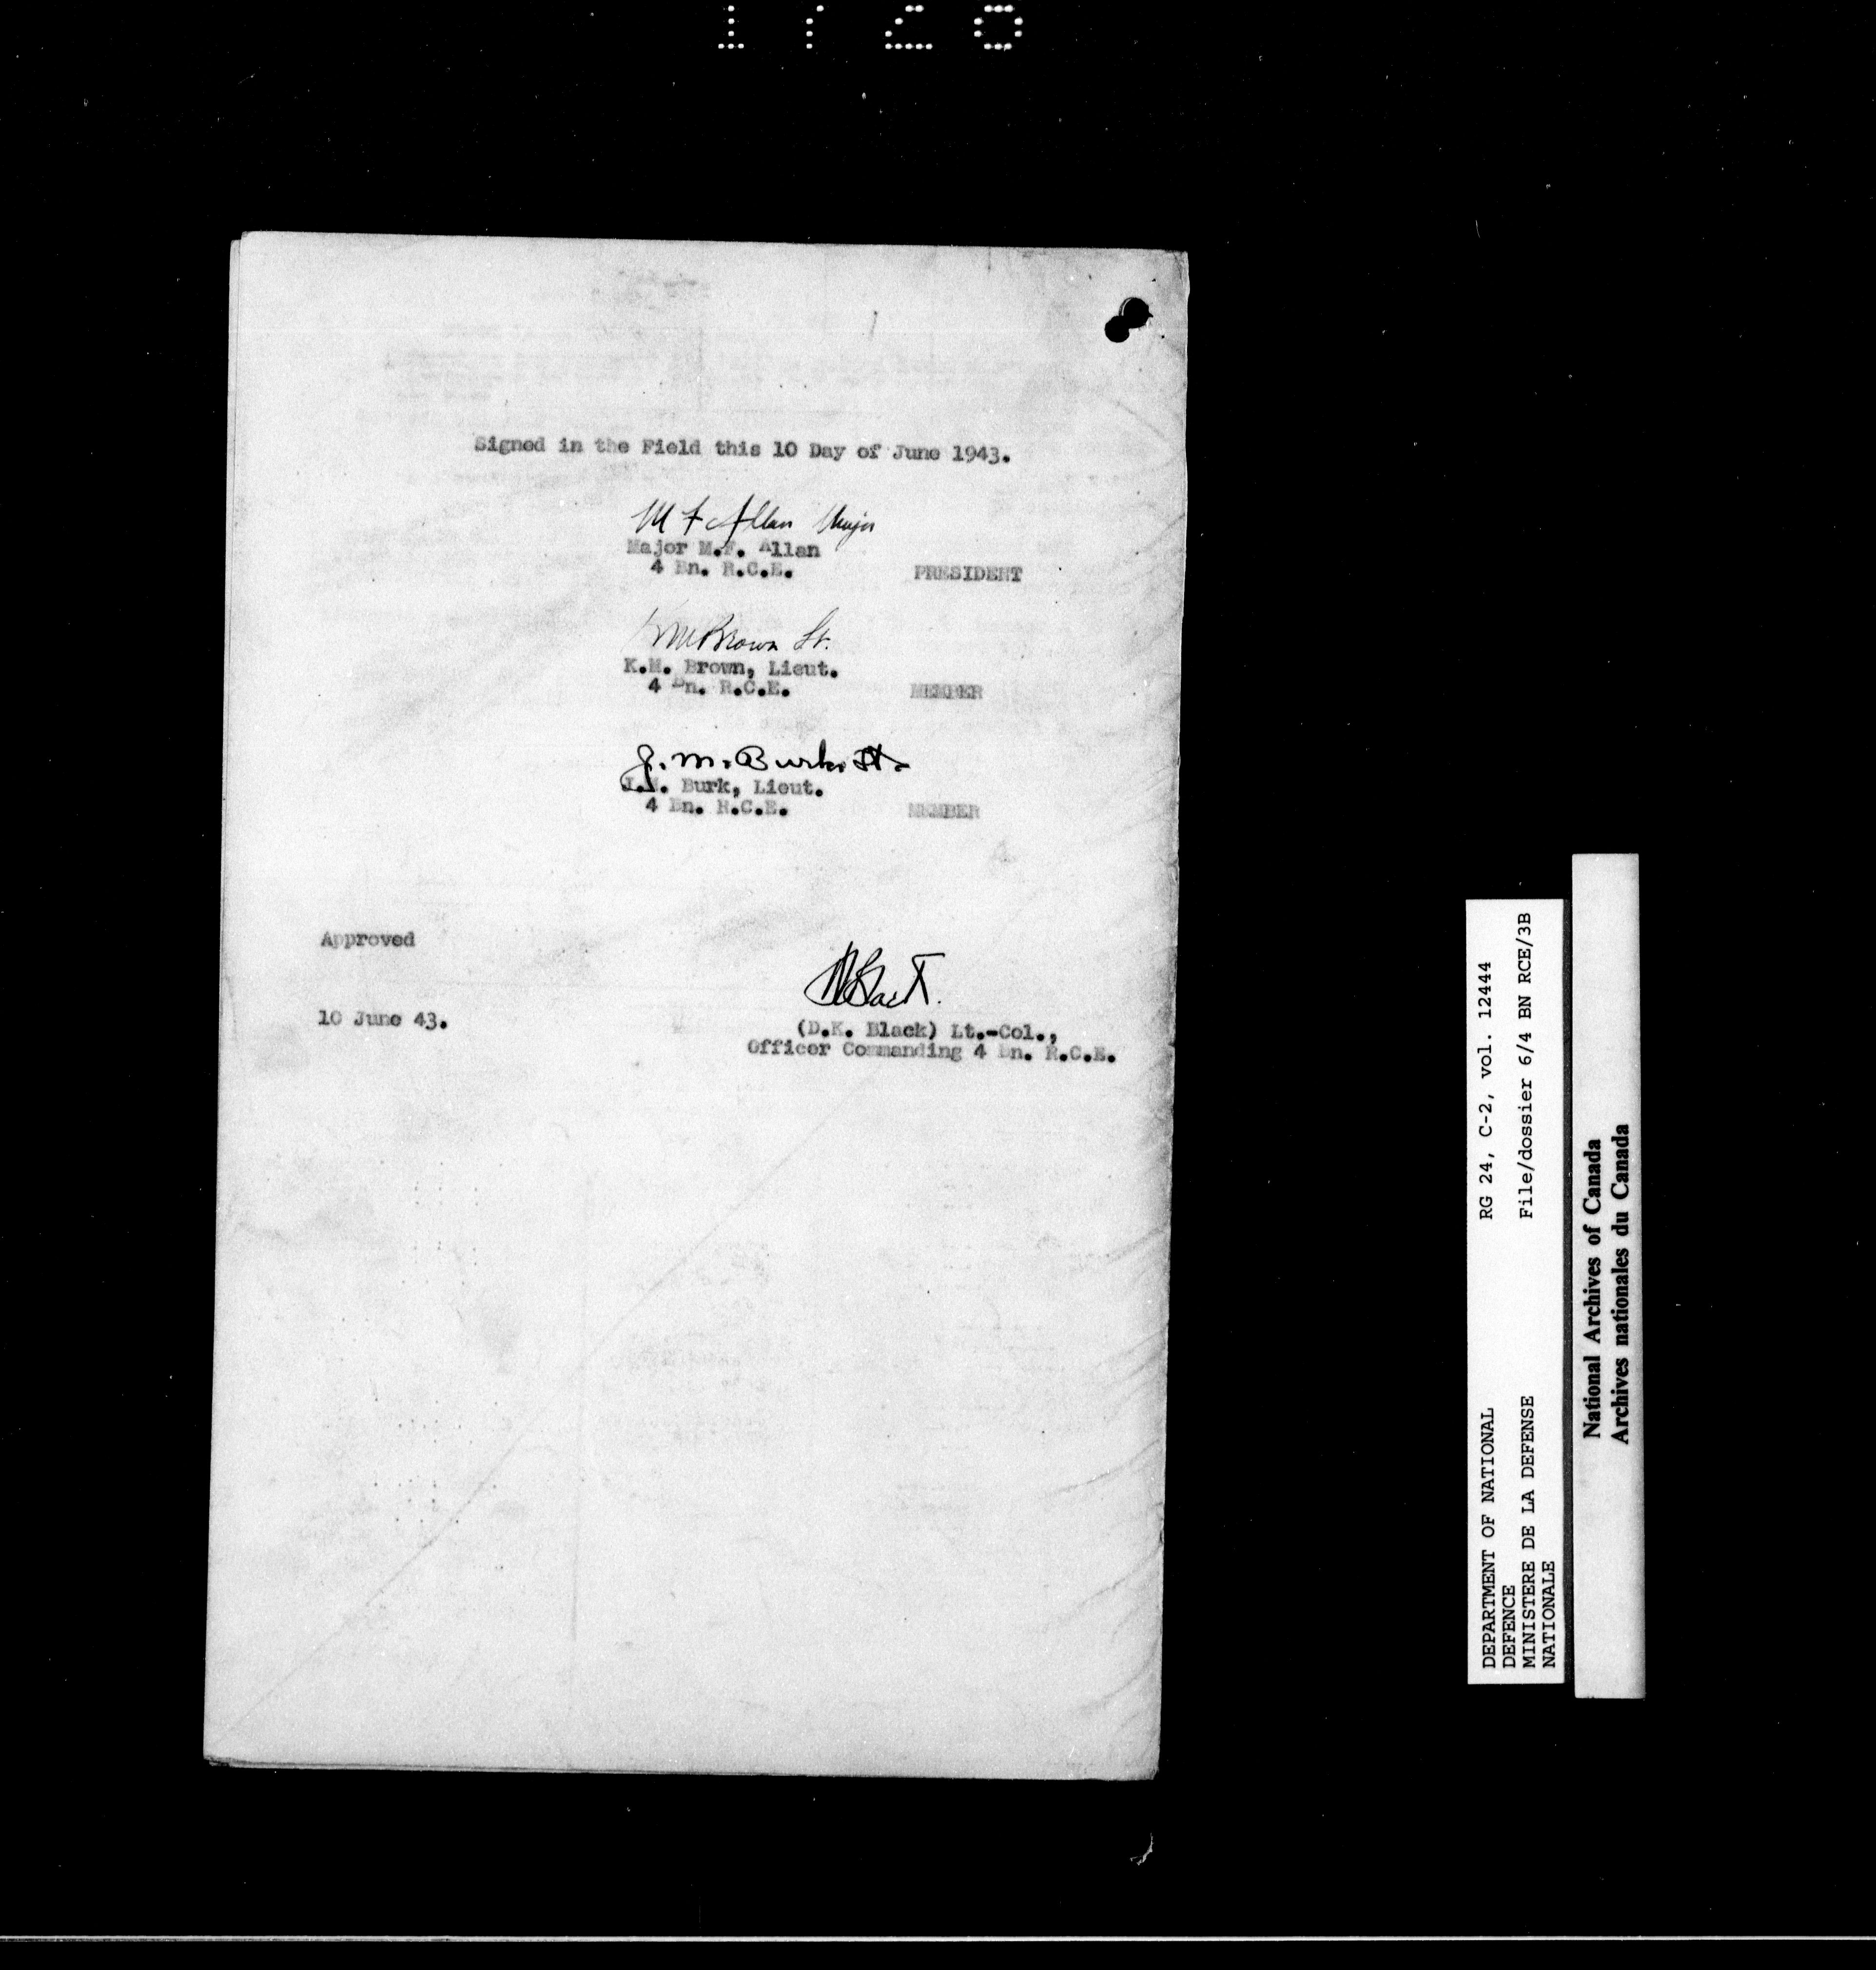 1720
Signed in the Field this 10 Day of June 1943.
M F Allan Major
Major M.F. Allan
4 Bn. R.C.E. PRESIDENT
KM Brown Lt.
K.M. Brown, Lieut.
4 Bn. R.C.E. MEMBER
J. M. Burk Lt.
J.M. Burk, Lieut.
4 Bn. R.C.E. MEMBER
Approved
10 June 43.
DKBlack
(D.K. Black) Lt.-Col.,
Officer Commanding 4 Bn. R.C.E.
DEPARTMENT OF NATIONAL RG 24, C-2, vol. 12444
DEFENCE
MINISTERE DE LA DEFENSE File/dossier 6/4 BN RCE/3B
NATIONALE
National Archives of Canada
Archives nationales du Canada